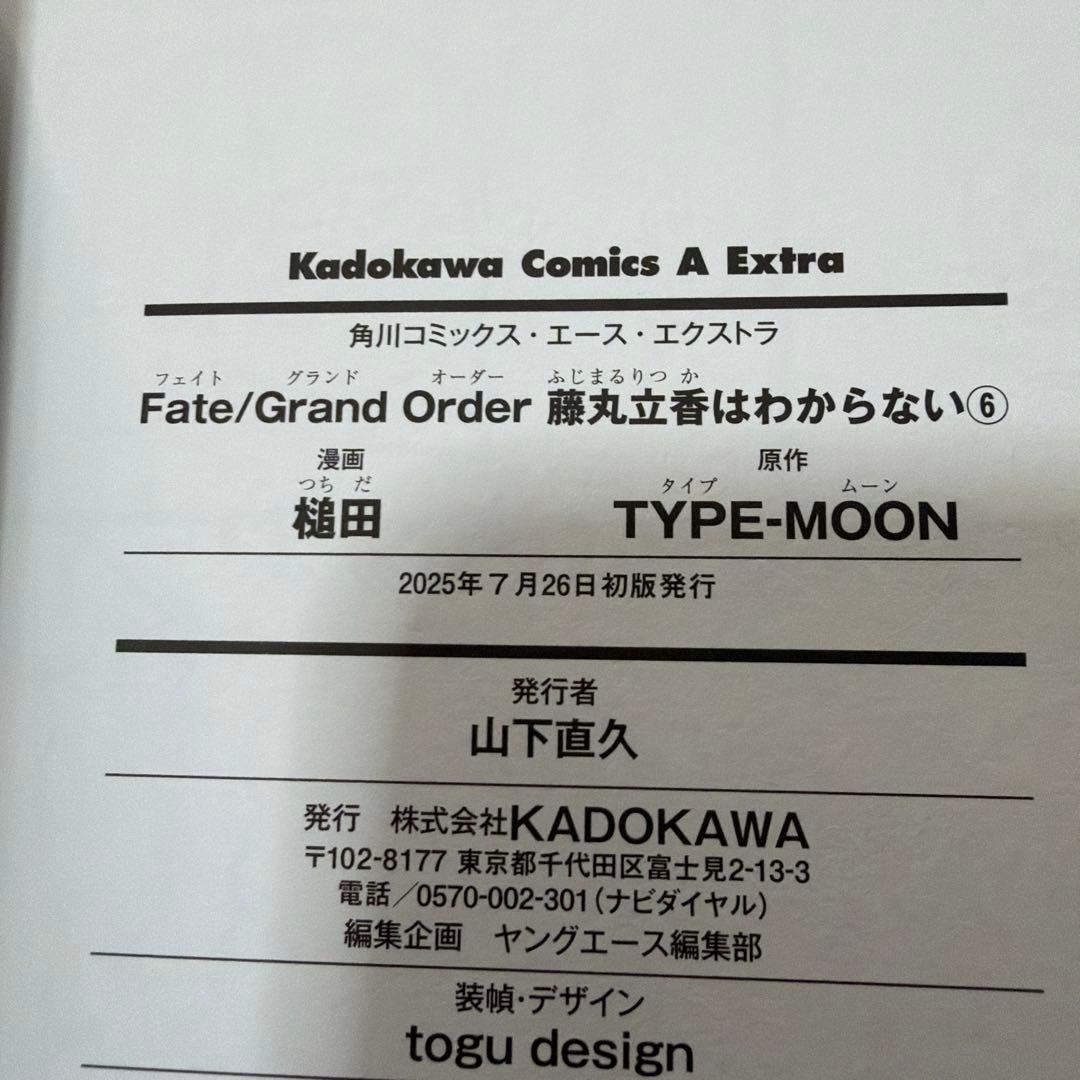 Kadokawa Comics A Extra
角川コミックス・エース・エクストラ
フェイト グランド オーダー ふじまるりつか
Fate/Grand Order 藤丸立香はわからない⑥
漫画 原作
つちだ タイプ ムーン
槌田 TYPE-MOON
2025年7月26日初版発行
発行者
山下直久
発行 株式会社KADOKAWA
〒102-8177 東京都千代田区富士見2-13-3
電話/0570-002-301(ナビダイヤル)
編集企画 ヤングエース編集部
装幀・デザイン
togu design